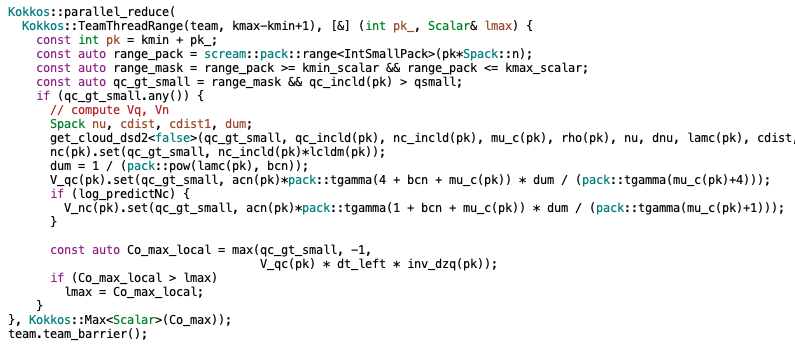 Kokkos::parallel_reduce(
  Kokkos::TeamThreadRange(team, kmax-kmin+1), [&] (int pk_, Scalar& lmax) {
    const int pk = kmin + pk_;
    const auto range_pack = scream::pack::range<IntSmallPack>(pk*Spack::n);
    const auto range_mask = range_pack >= kmin_scalar && range_pack <= kmax_scalar;
    const auto qc_gt_small = range_mask && qc_incld(pk) > qsmall;
    if (qc_gt_small.any()) {
      // compute Vq, Vn
      Spack nu, cdist, cdist1, dum;
      get_cloud_dsd2<false>(qc_gt_small, qc_incld(pk), nc_incld(pk), mu_c(pk), rho(pk), nu, dnu, lamc(pk), cdist,
      nc(pk).set(qc_gt_small, nc_incld(pk)*lcldm(pk));
      dum = 1 / (pack::pow(lamc(pk), bcn));
      V_qc(pk).set(qc_gt_small, acn(pk)*pack::tgamma(4 + bcn + mu_c(pk)) * dum / (pack::tgamma(mu_c(pk)+4)));
      if (log_predictNc) {
        V_nc(pk).set(qc_gt_small, acn(pk)*pack::tgamma(1 + bcn + mu_c(pk)) * dum / (pack::tgamma(mu_c(pk)+1)));
      }

      const auto Co_max_local = max(qc_gt_small, -1,
                                    V_qc(pk) * dt_left * inv_dzq(pk));
      if (Co_max_local > lmax)
        lmax = Co_max_local;
    }
}, Kokkos::Max<Scalar>(Co_max));
team.team_barrier();